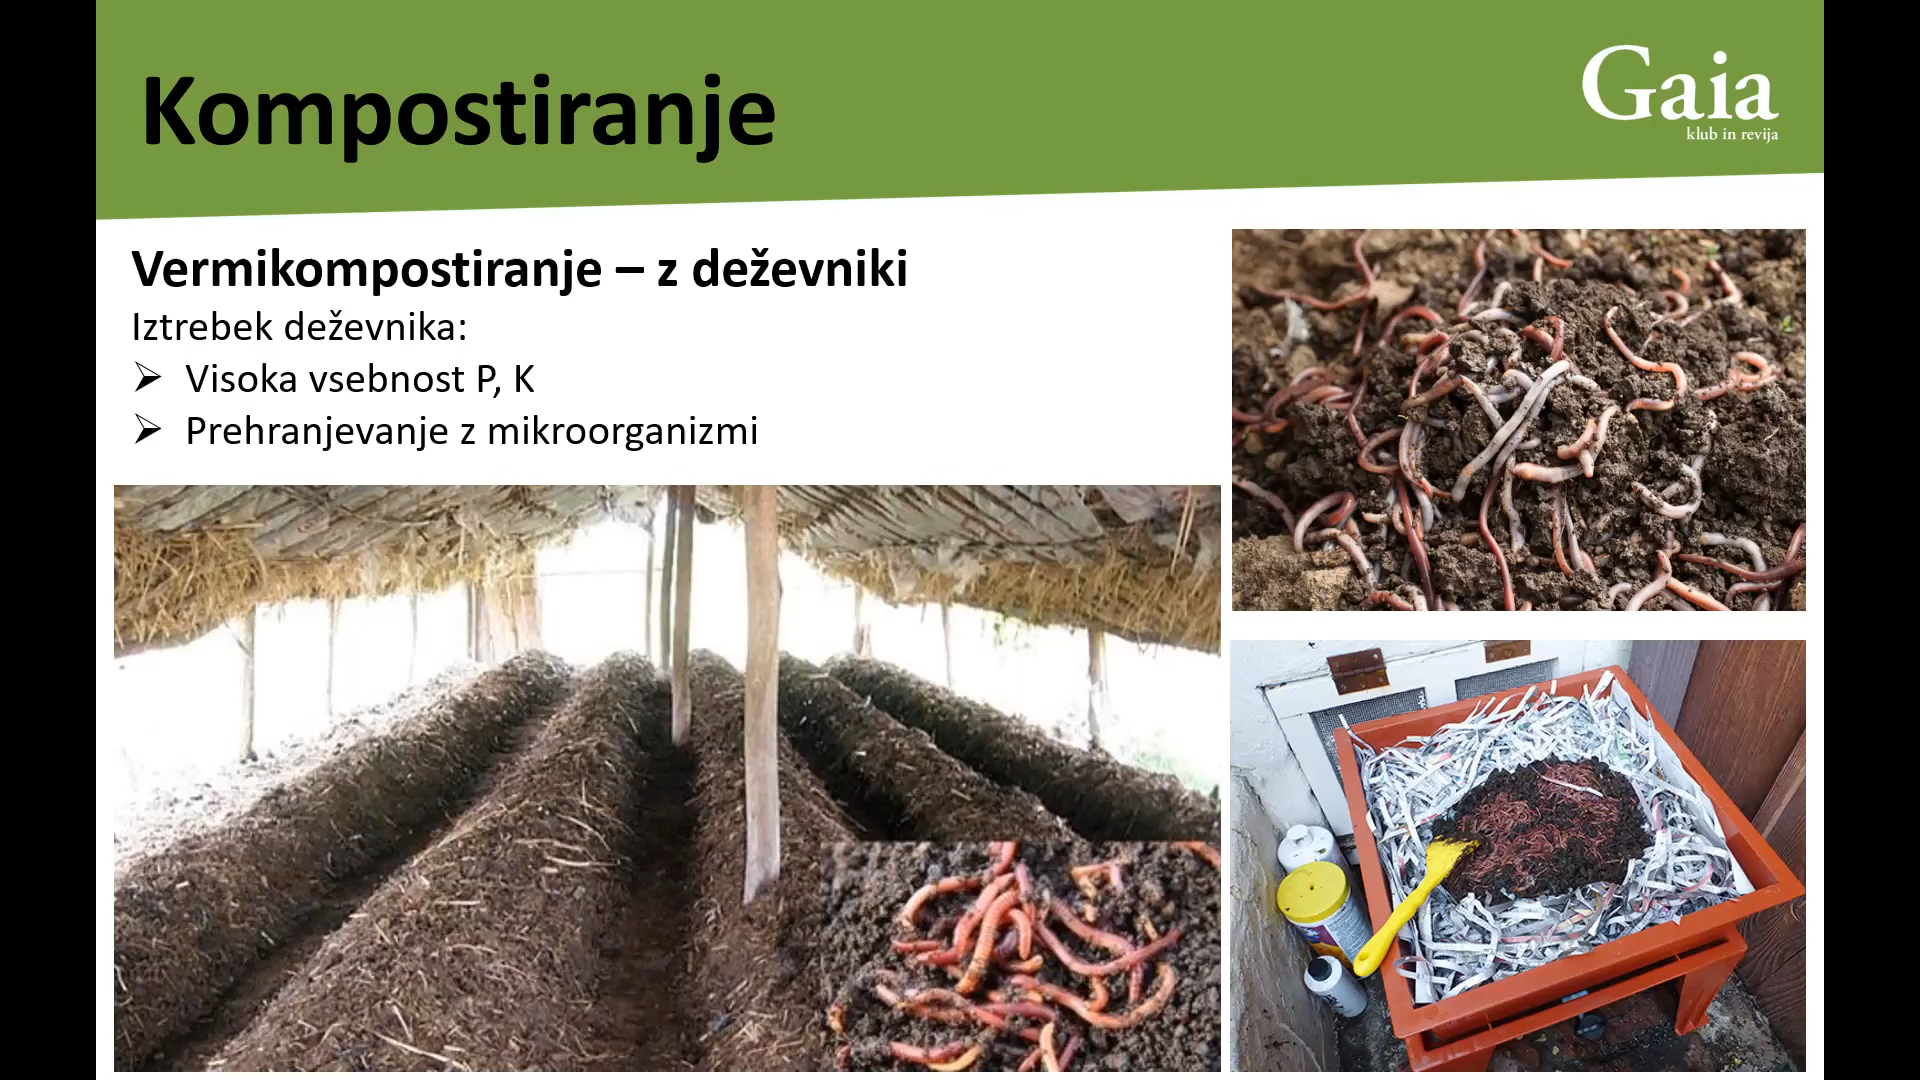 Kompostiranje
Gaia
klub in revija
Vermikompostiranje – z deževniki
Iztrebek deževnika:
➢ Visoka vsebnost P, K
➢ Prehranjevanje z mikroorganizmi